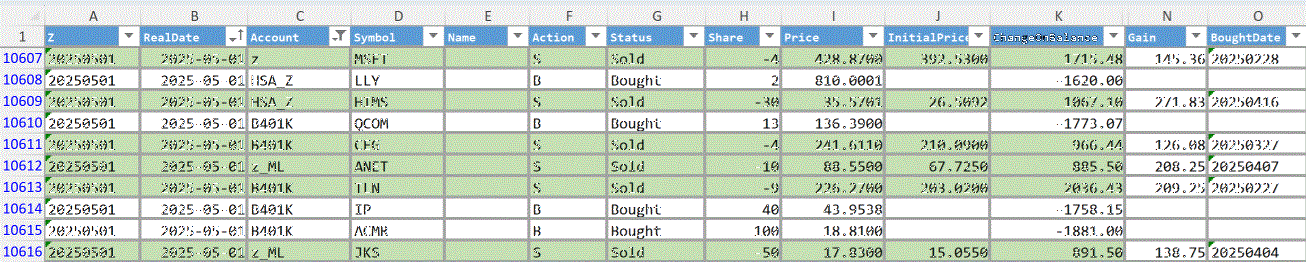 A B C D E F G H I J K N O
1 Z RealDate Account Symbol Name Action Status Share Price InitialPrice ChangeOnBalance Gain BoughtDate
10607 20250501 2025-05-01 z MSFT S Sold -4 428.8700 392.5300 1715.48 145.36 20250228
10608 20250501 2025-05-01 HSA_Z LLY B Bought 2 810.0001 -1620.00
10609 20250501 2025-05-01 HSA_Z HIMS S Sold -30 35.5701 26.5092 1067.10 271.83 20250416
10610 20250501 2025-05-01 B401K QCOM B Bought 13 136.3900 -1773.07
10611 20250501 2025-05-01 B401K CEG S Sold -4 241.6110 210.0900 966.44 126.08 20250327
10612 20250501 2025-05-01 z_ML ANET S Sold 10 88.5500 67.7250 885.50 208.25 20250407
10613 20250501 2025-05-01 B401K TLN S Sold -9 226.2700 203.0200 2036.43 209.25 20250227
10614 20250501 2025-05-01 B401K IP B Bought 40 43.9538 -1758.15
10615 20250501 2025-05-01 B401K ACMR B Bought 100 18.8100 -1881.00
10616 20250501 2025-05-01 z_ML JKS S Sold 50 17.8300 15.0550 891.50 138.75 20250404